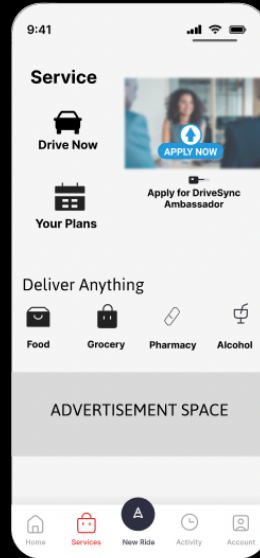 9:41
Service
Drive Now
APPLY NOW
Your Plans
Apply for DriveSync
Ambassador
Deliver Anything
Food Grocery Pharmacy Alcohol
ADVERTISEMENT SPACE
Home Services New Ride Activity Account